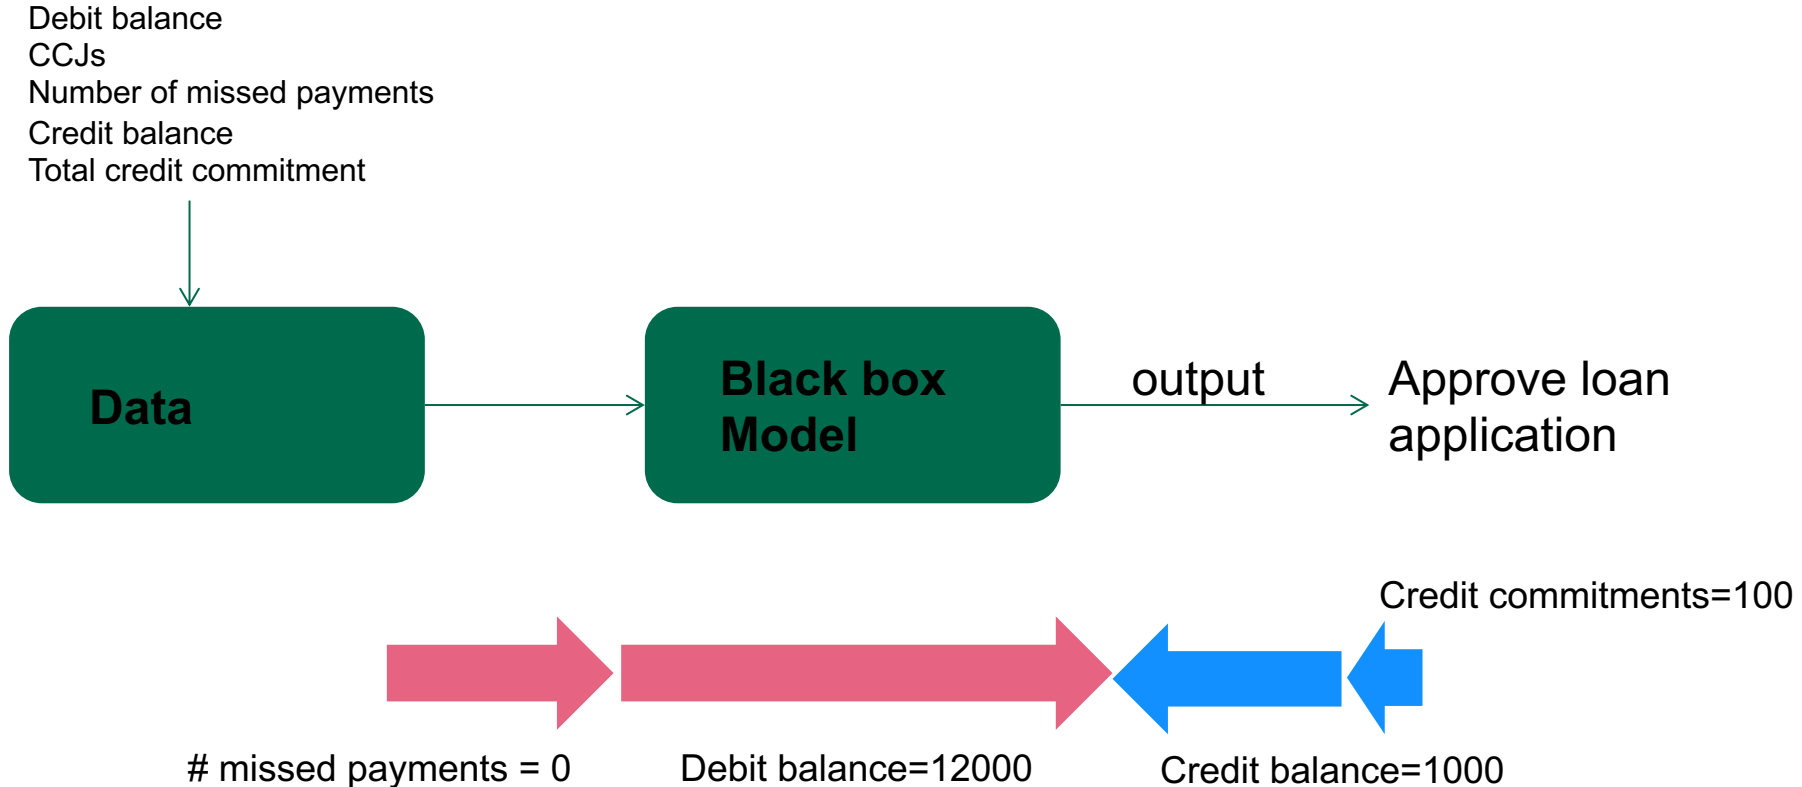 Debit balance
CCJs
Number of missed payments
Credit balance
Total credit commitment
Data
Black box
Model
output
Approve loan
application
Credit commitments=100
# missed payments = 0
Debit balance=12000
Credit balance=1000